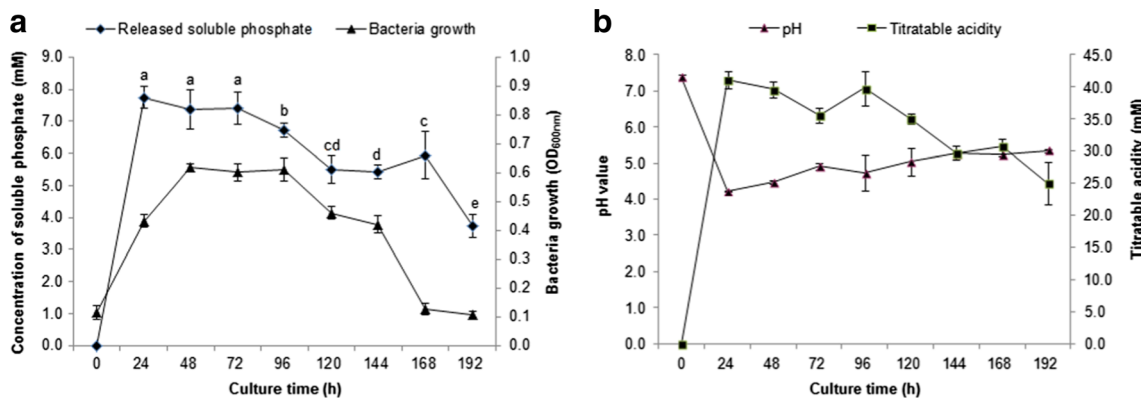 a
Released soluble phosphate
Bacteria growth
Concentration of soluble phosphate (mM)
9.0
8.0
7.0
6.0
5.0
4.0
3.0
2.0
1.0
0.0
a
a
a
b
cd
d
c
e
1.0
0.9
0.8
0.7
0.6
0.5
0.4
0.3
0.2
0.1
0.0
Bacteria growth (OD600nm)
0 24 48 72 96 120 144 168 192
Culture time (h)
b
pH
Titratable acidity
pH value
8.0
7.0
6.0
5.0
4.0
3.0
2.0
1.0
0.0
45.0
40.0
35.0
30.0
25.0
20.0
15.0
10.0
5.0
0.0
Titratable acidity (mM)
0 24 48 72 96 120 144 168 192
Culture time (h)